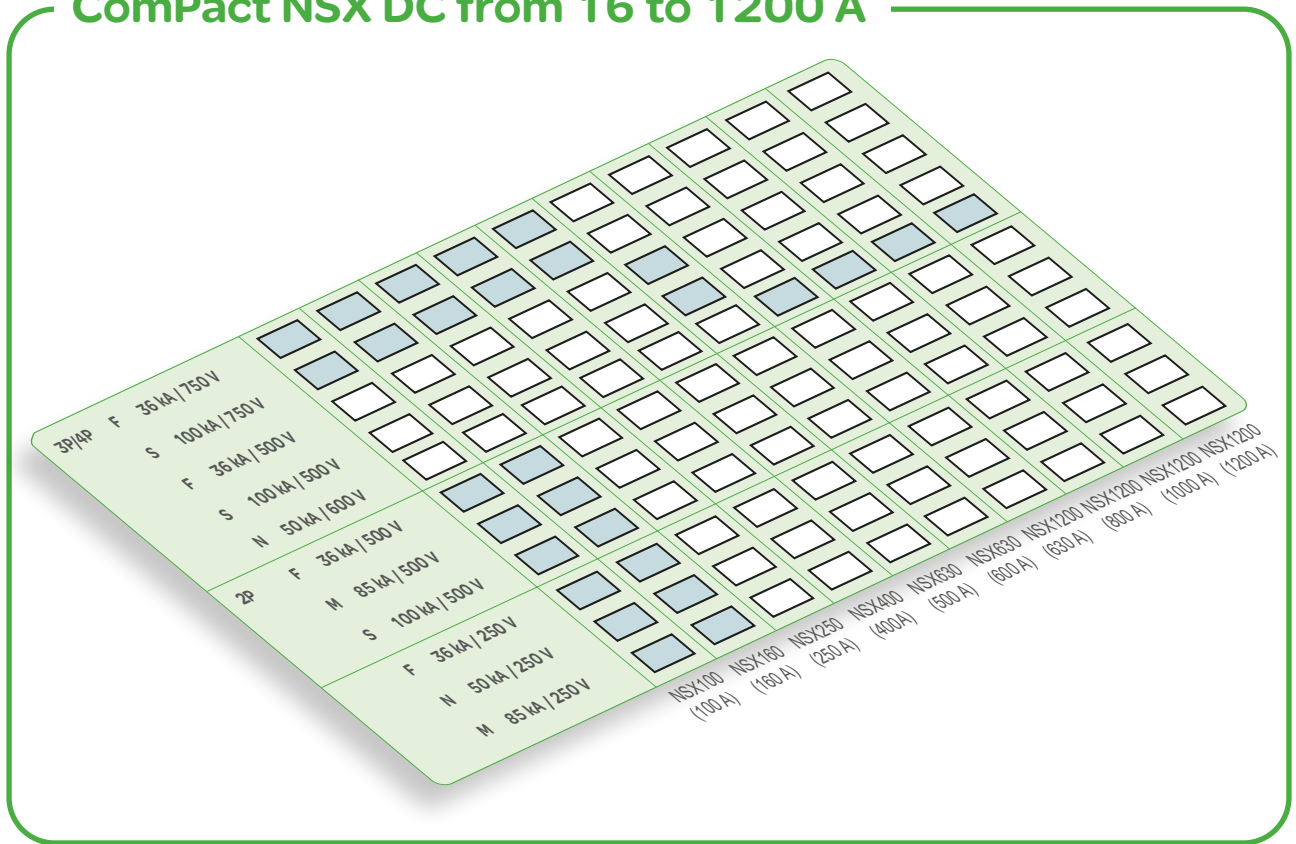 ComPact NSX DC from 16 to 1200 A
3P/4P F 36 kA | 750 V
S 100 kA | 750 V
F 36 kA | 500 V
S 100 kA | 500 V
N 50 kA | 600 V
2P F 36 kA | 500 V
M 85 kA | 500 V
S 100 kA | 500 V
F 36 kA | 250 V
N 50 kA | 250 V
M 85 kA | 250 V
NSX100 NSX160 NSX250 NSX400 NSX630 NSX630 NSX1200 NSX1200 NSX1200 NSX1200
(100 A) (160 A) (250 A) (400A) (500 A) (600 A) (630 A) (800 A) (1000 A) (1200 A)